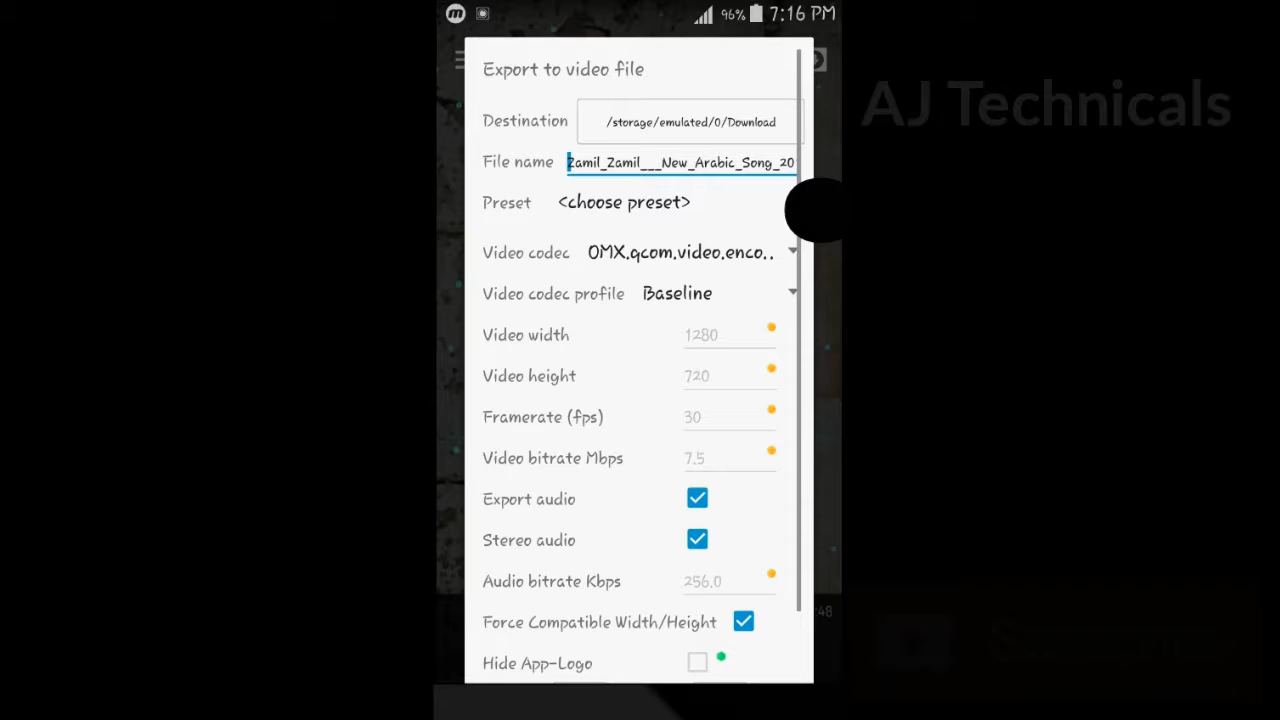 m 96% 7:16 PM
AJ Technicals
Export to video file
Destination /storage/emulated/0/Download
File name Zamil_Zamil___New_Arabic_Song_20
Preset <choose preset>
Video codec OMX.qcom.video.enco..
Video codec profile Baseline
Video width 1280
Video height 720
Framerate (fps) 30
Video bitrate Mbps 7.5
Export audio
Stereo audio
Audio bitrate Kbps 256.0
:48
Force Compatible Width/Height
Hide App-Logo